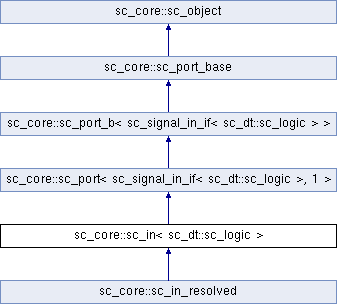 sc_core::sc_object
sc_core::sc_port_base
sc_core::sc_port_b< sc_signal_in_if< sc_dt::sc_logic > >
sc_core::sc_port< sc_signal_in_if< sc_dt::sc_logic >, 1 >
sc_core::sc_in< sc_dt::sc_logic >
sc_core::sc_in_resolved